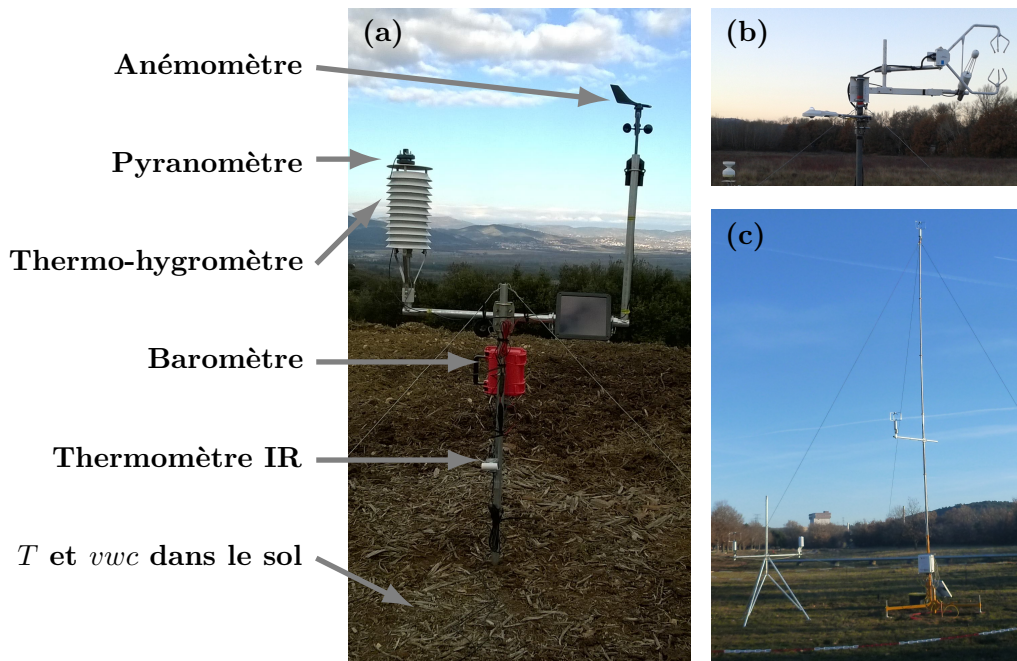 (a)
(b)
Anémomètre
Pyranomètre
(c)
Thermo-hygromètre
Baromètre
Thermomètre IR
T et vwc dans le sol